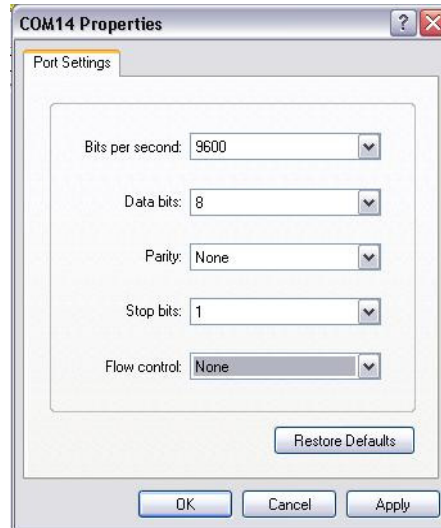 COM14 Properties
Port Settings
Bits per second: 9600
Data bits: 8
Parity: None
Stop bits: 1
Flow control: None
Restore Defaults
OK Cancel Apply